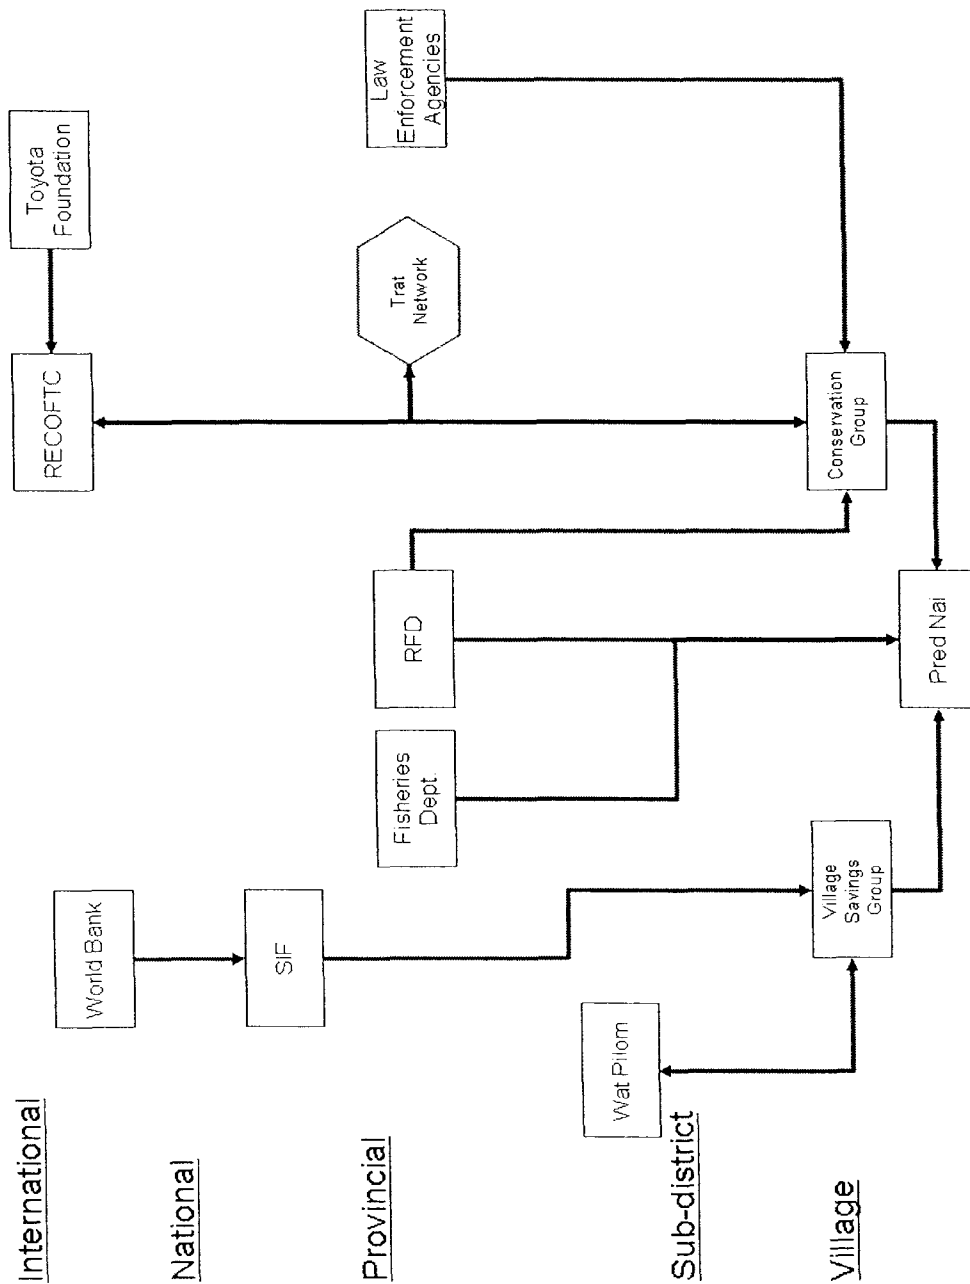 International
World Bank
RECOFTC
Toyota
Foundation
National
SIF
Provincial
Fisheries
Dept.
RFD
Trat
Network
Law
Enforcement
Agencies
Sub-district
Wat Pilom
Village
Village
Savings
Group
Conservation
Group
Pred Nai